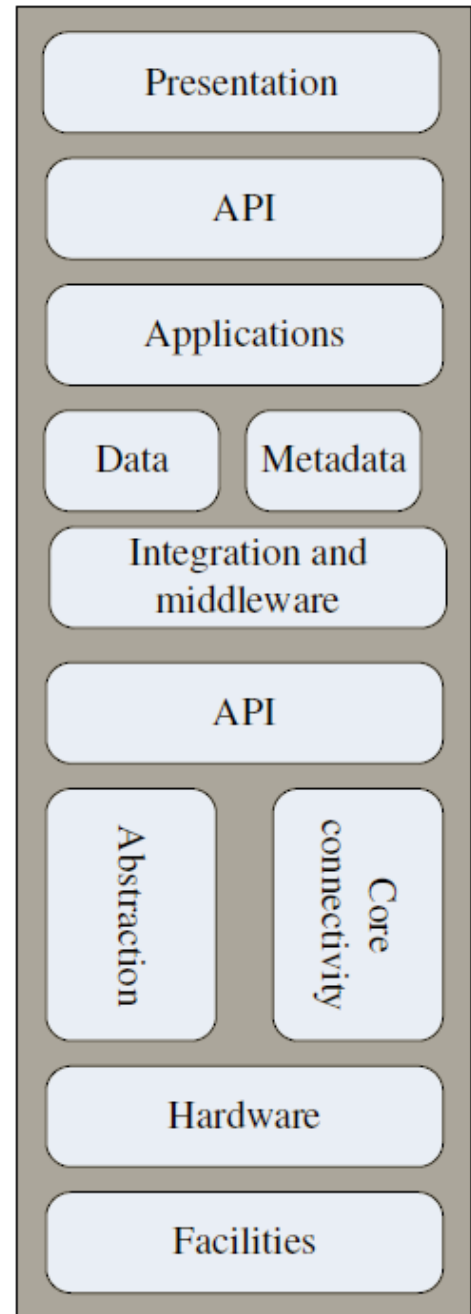 Presentation
API
Applications
Data
Metadata
Integration and
middleware
API
Abstraction
Core
connectivity
Hardware
Facilities